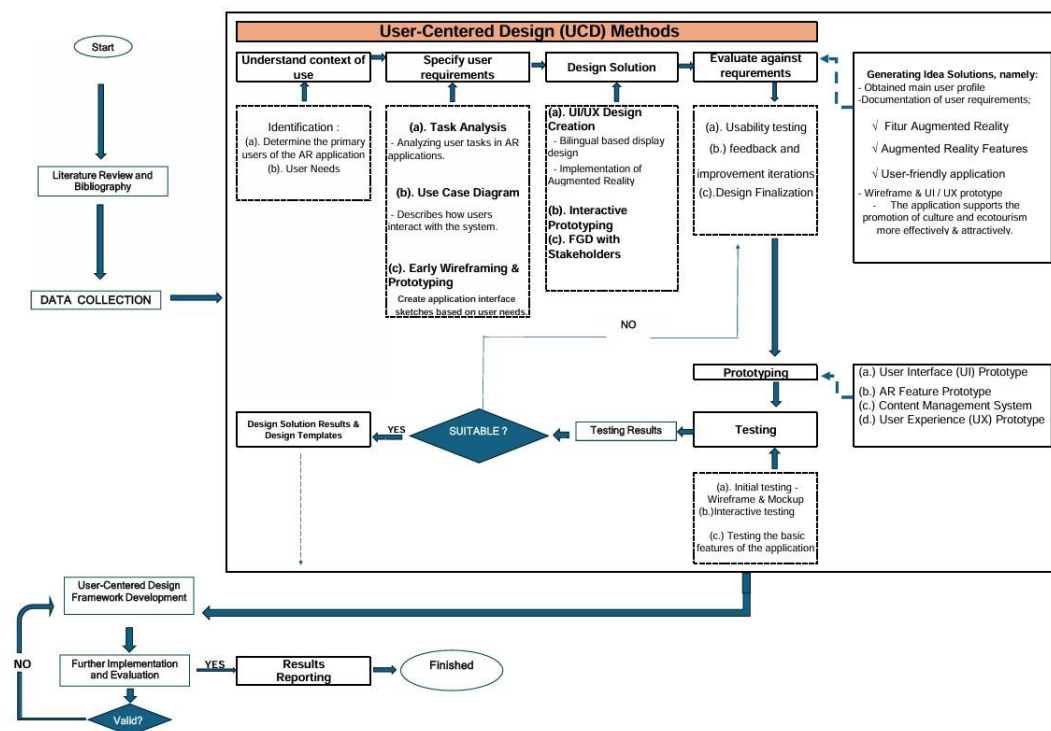 Start
Literature Review and
Bibliography
DATA COLLECTION
User-Centered Design (UCD) Methods
Understand context of
use
Specify user
requirements
Design Solution
Evaluate against
requrements
Identification :
(a). Determine the primary
users of the AR application
(b). User Needs
(a). Task Analysis
- Analyzing user tasks in AR
applications.
(b). Use Case Diagram
- Describes how users
interact with the system.
(c). Early Wireframing &
Prototyping
Create application interface
sketches based on user needs.
(a). UI/UX Design
Creation
- Bilingual based display
design
- Implementation of
Augmented Reality
(b). Interactive
Prototyping
(c). FGD with
Stakeholders
(a). Usability testing
(b.) feedback and
improvement iterations
(c).Design Finalization
Generating Idea Solutions, namely:
- Obtained main user profile
-Documentation of user requirements;
√ Fitur Augmented Reality
√ Augmented Reality Features
√ User-friendly application
- Wireframe & UI / UX prototype
- The application supports the
promotion of culture and ecotourism
more effectively & attractively.
NO
Prototyping
(a.) User Interface (UI) Prototype
(b.) AR Feature Prototype
(c.) Content Management System
(d.) User Experience (UX) Prototype
Design Solution Results &
Design Templates
YES
SUITABLE ?
Testing Results
Testing
(a). Initial testing -
Wireframe & Mockup
(b.)Interactive testing
(c.) Testing the basic
features of the application
User-Centered Design
Framework Development
NO
Further Implementation
and Evaluation
YES
Results
Reporting
Finished
Valid?